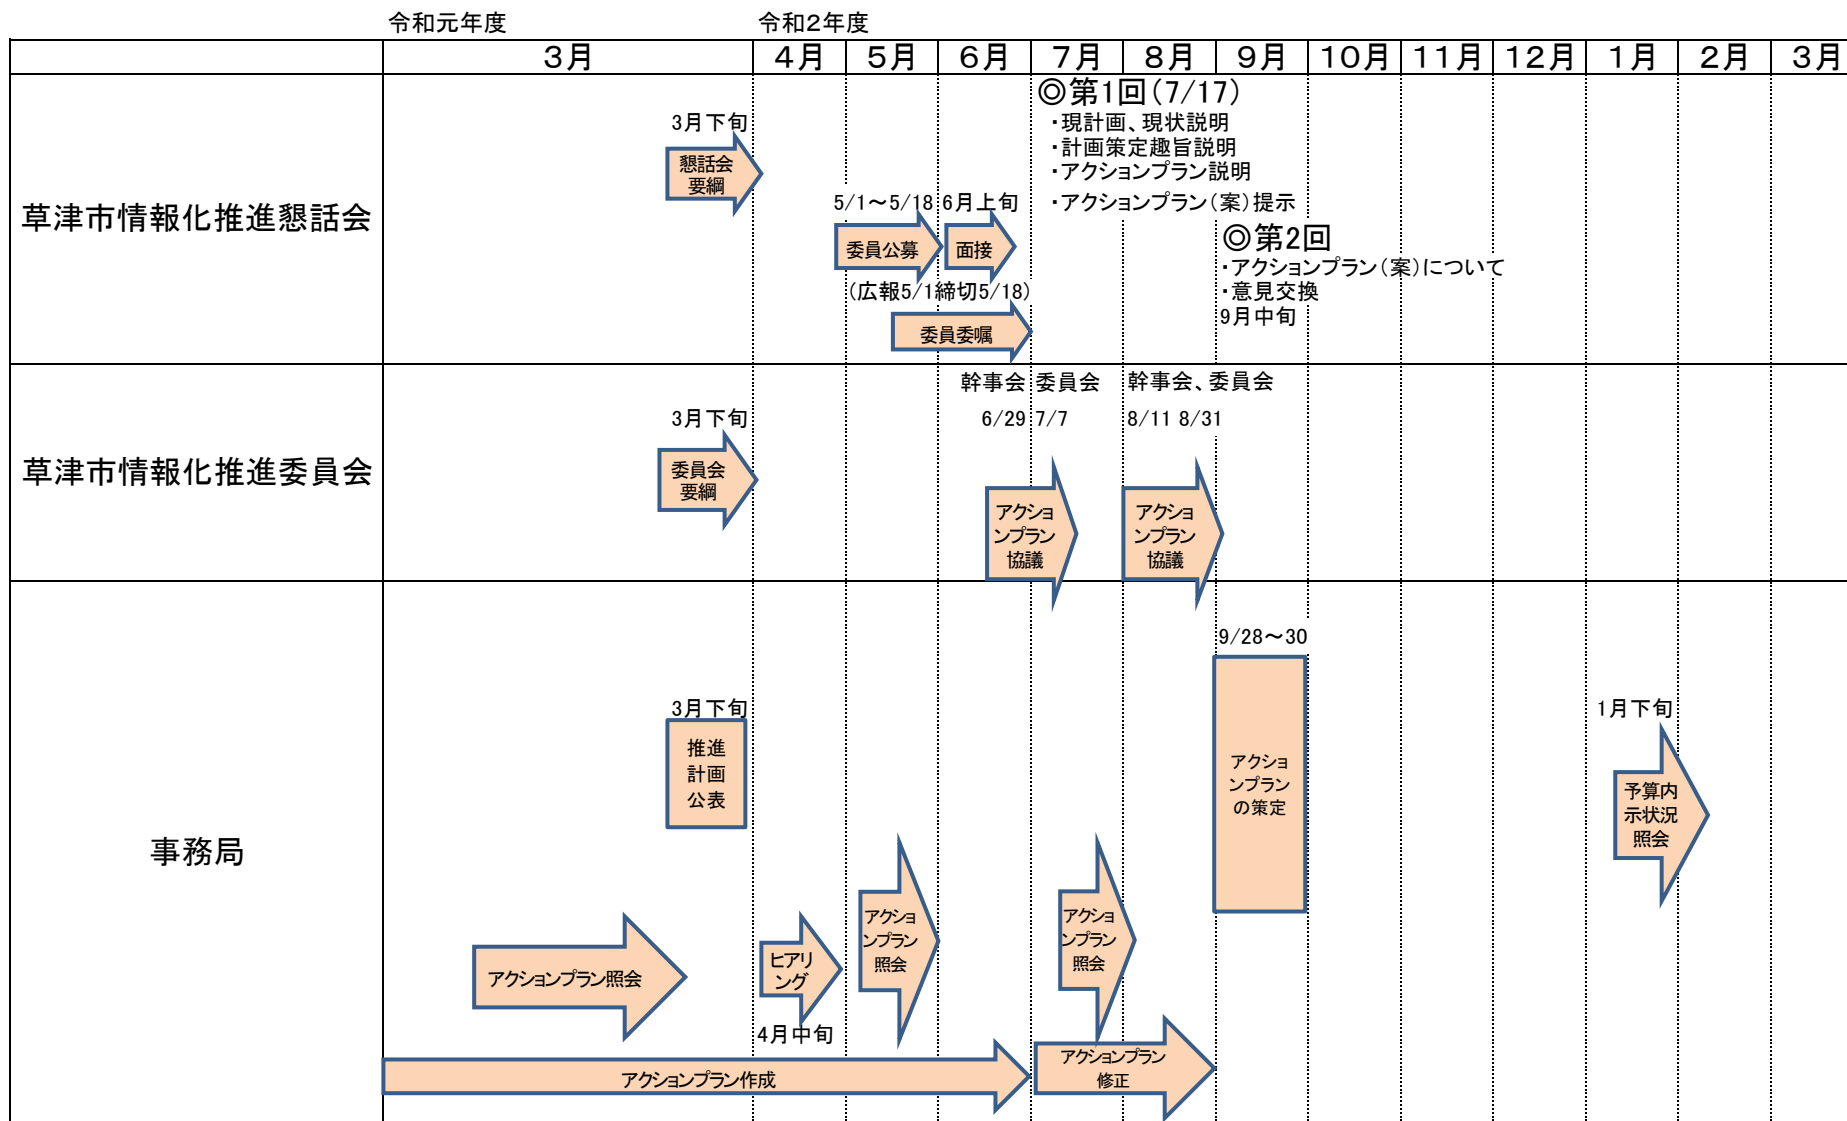 令和元年度
令和2年度
3月
4月
5月
6月
7月
8月
9月
10月
11月
12月
1月
2月
3月
草津市情報化推進懇話会
3月下旬
懇話会
要綱
5/1～5/18
委員公募
6月上旬
面接
(広報5/1締切5/18)
委員委嘱
◎第1回(7/17)
・現計画、現状説明
・計画策定趣旨説明
・アクションプラン説明
・アクションプラン(案)提示
◎第2回
・アクションプラン(案)について
・意見交換
9月中旬
草津市情報化推進委員会
3月下旬
委員会
要綱
幹事会 委員会
6/29 7/7
アクショ
ンプラン
協議
幹事会、委員会
8/11 8/31
アクショ
ンプラン
協議
事務局
3月下旬
推進
計画
公表
アクションプラン照会
ヒアリ
ング
4月中旬
アクショ
ンプラン
照会
アクショ
ンプラン
照会
9/28～30
アクショ
ンプラン
の策定
1月下旬
予算内
示状況
照会
アクションプラン作成
アクションプラン
修正